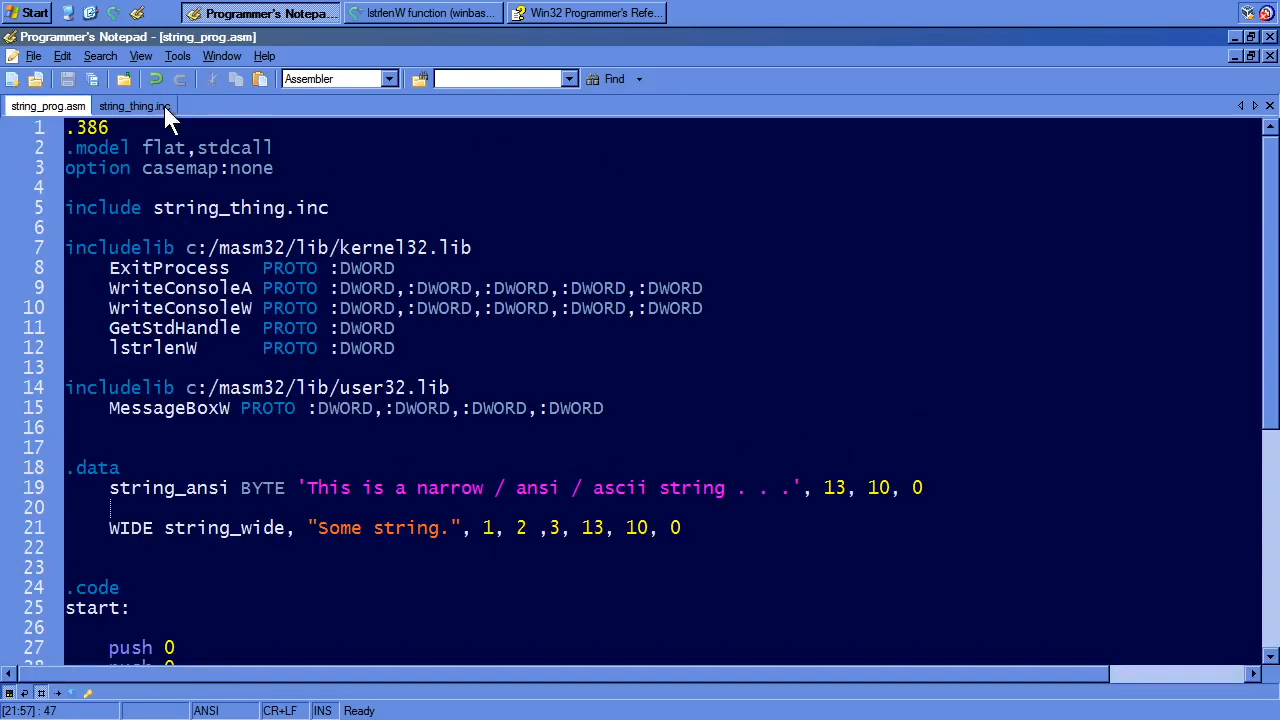 Start
Programmer's Notepa...
lstrlenW function (winbas...
Win32 Programmer's Refe...
Programmer's Notepad - [string_prog.asm]
File Edit Search View Tools Window Help
Assembler
Find
string_prog.asm
string_thing.inc
1 .386
2 .model flat,stdcall
3 option casemap:none
4
5 include string_thing.inc
6
7 includelib c:/masm32/lib/kernel32.lib
8 ExitProcess PROTO :DWORD
9 WriteConsoleA PROTO :DWORD,:DWORD,:DWORD,:DWORD,:DWORD
10 WriteConsoleW PROTO :DWORD,:DWORD,:DWORD,:DWORD,:DWORD
11 GetStdHandle PROTO :DWORD
12 lstrlenW PROTO :DWORD
13
14 includelib c:/masm32/lib/user32.lib
15 MessageBoxW PROTO :DWORD,:DWORD,:DWORD,:DWORD
16
17
18 .data
19 string_ansi BYTE 'This is a narrow / ansi / ascii string . . .', 13, 10, 0
20
21 WIDE string_wide, "Some string.", 1, 2 ,3, 13, 10, 0
22
23
24 .code
25 start:
26
27 push 0
28 push 0
[21:57] : 47
ANSI
CR+LF
INS
Ready